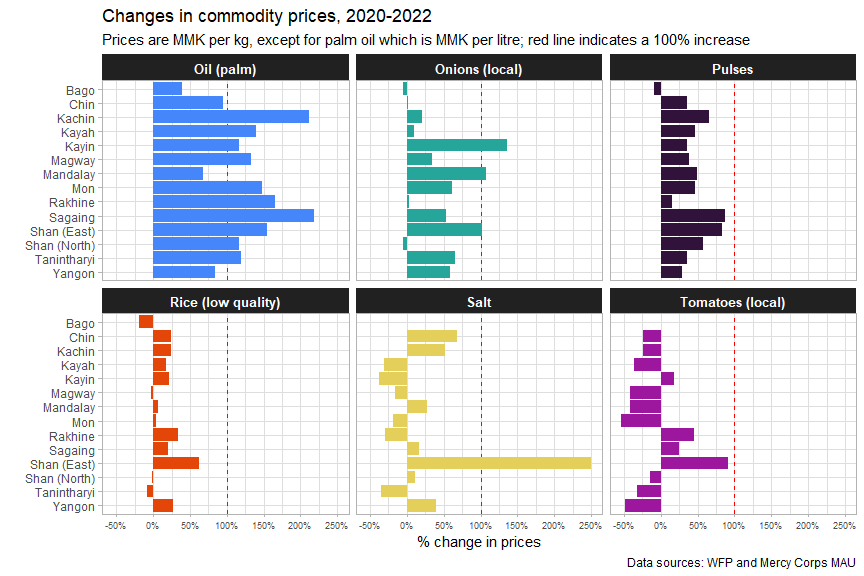 Changes in commodity prices, 2020-2022
Prices are MMK per kg, except for palm oil which is MMK per litre; red line indicates a 100% increase
Oil (palm) Onions (local) Pulses
Bago
Chin
Kachin
Kayah
Kayin
Magway
Mandalay
Mon
Rakhine
Sagaing
Shan (East)
Shan (North)
Tanintharyi
Yangon
Rice (low quality) Salt Tomatoes (local)
Bago
Chin
Kachin
Kayah
Kayin
Magway
Mandalay
Mon
Rakhine
Sagaing
Shan (East)
Shan (North)
Tanintharyi
Yangon
-50% 0% 50% 100% 150% 200% 250% -50% 0% 50% 100% 150% 200% 250% -50% 0% 50% 100% 150% 200% 250%
% change in prices
Data sources: WFP and Mercy Corps MAU